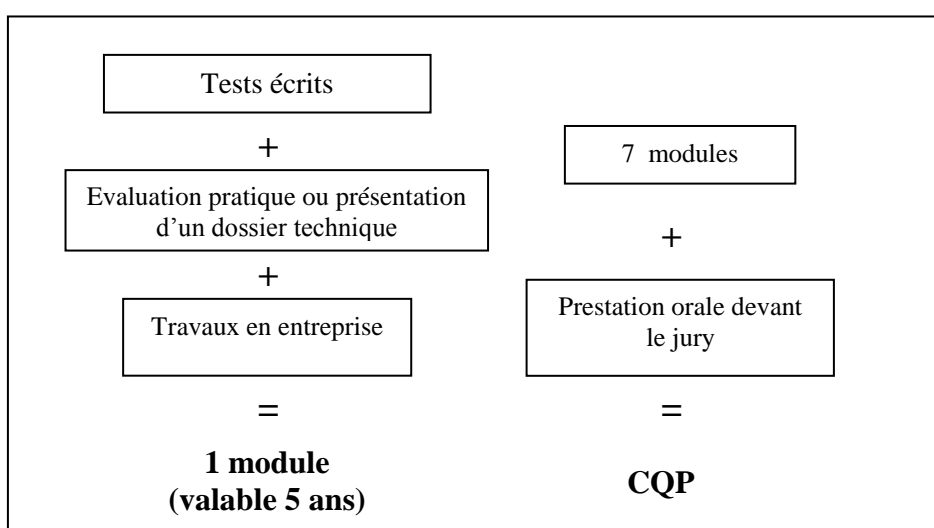 Tests écrits
+
Evaluation pratique ou présentation
d’un dossier technique
+
Travaux en entreprise
=
1 module
(valable 5 ans)
7 modules
+
Prestation orale devant
le jury
=
CQP